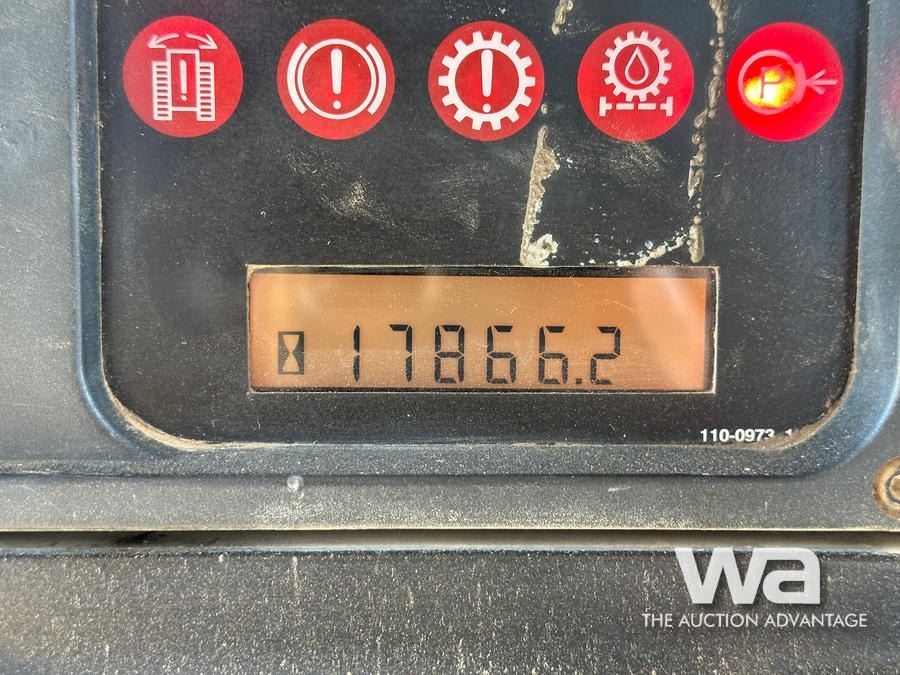 P
17866.2
110-0973
wa
THE AUCTION ADVANTAGE